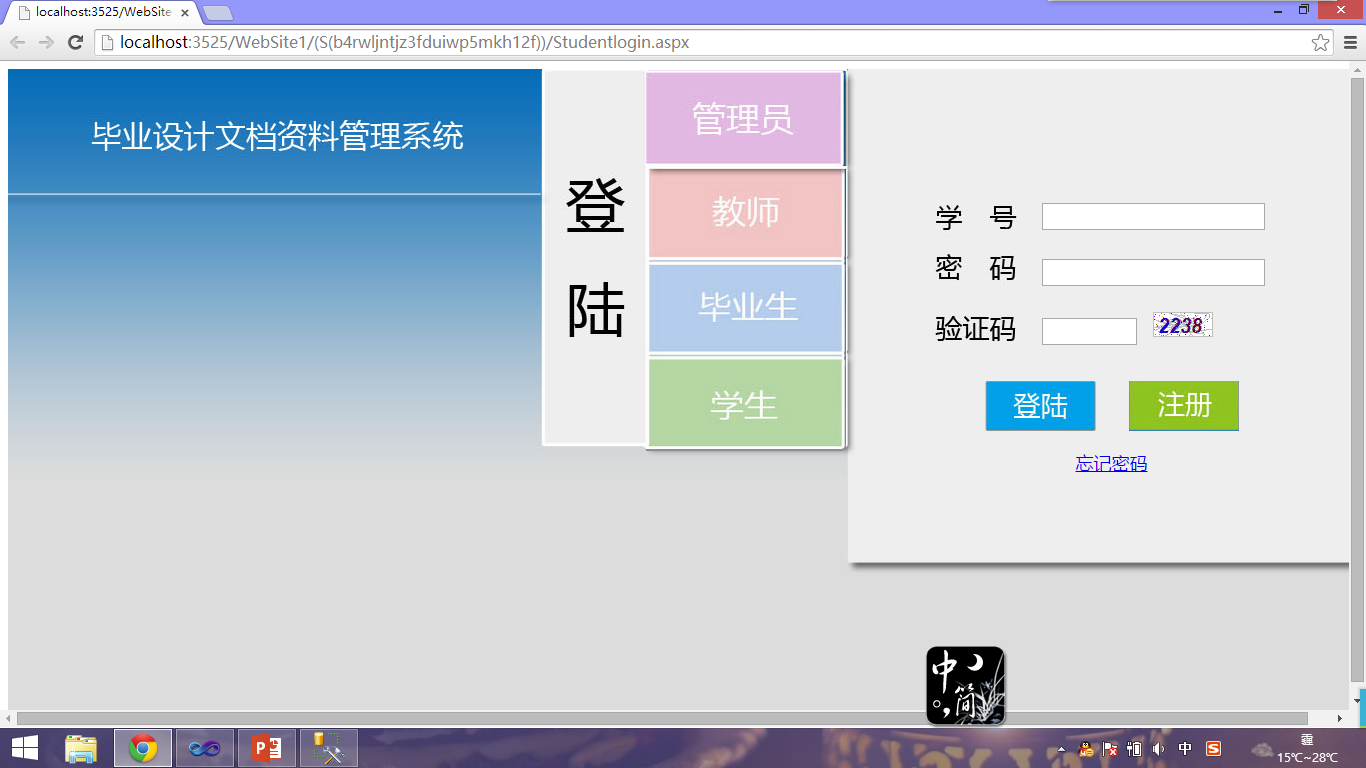 localhost:3525/WebSite
localhost:3525/WebSite1/(S(b4rwljntjz3fduiwp5mkh12f))/Studentlogin.aspx
毕业设计文档资料管理系统
登
陆
管理员
教师
毕业生
学生
学 号
密 码
验证码
2238
登陆
注册
忘记密码
中
简
中
霾
15℃~28℃